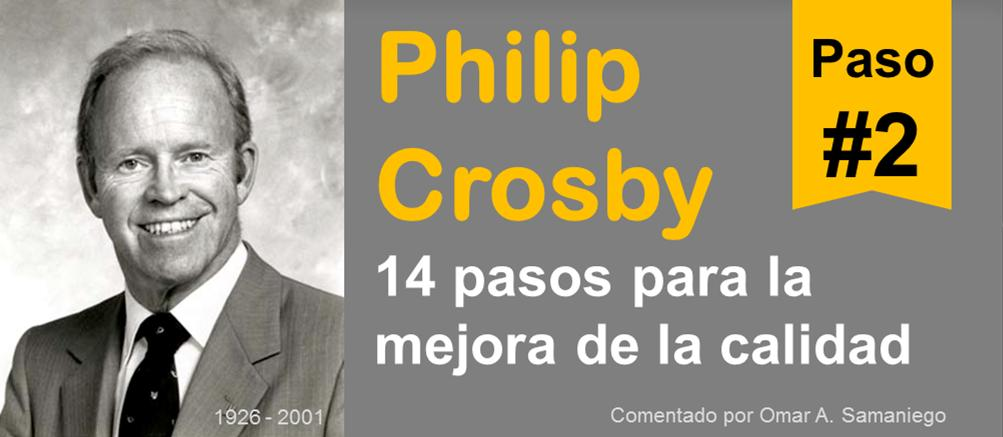 Philip
Crosby
14 pasos para la
mejora de la calidad
Paso
#2
1926 - 2001
Comentado por Omar A. Samaniego